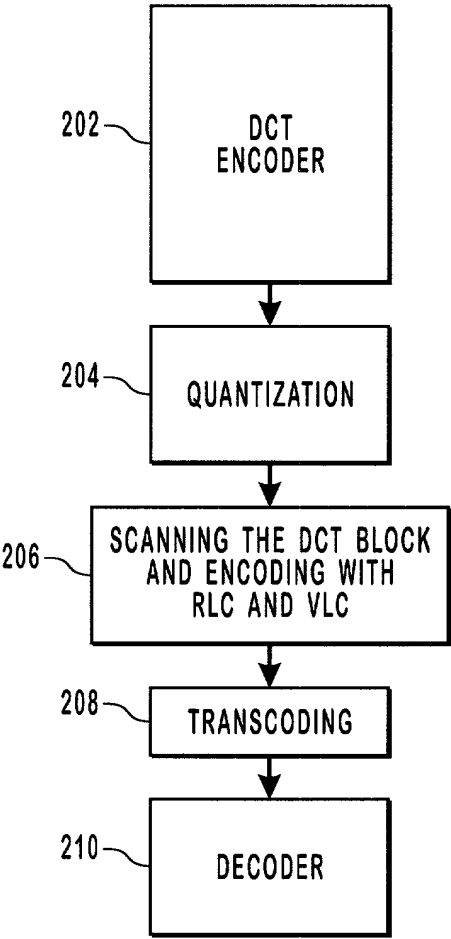 202
DCT
ENCODER
204
QUANTIZATION
206
SCANNING THE DCT BLOCK
AND ENCODING WITH
RLC AND VLC
208
TRANSCODING
210
DECODER